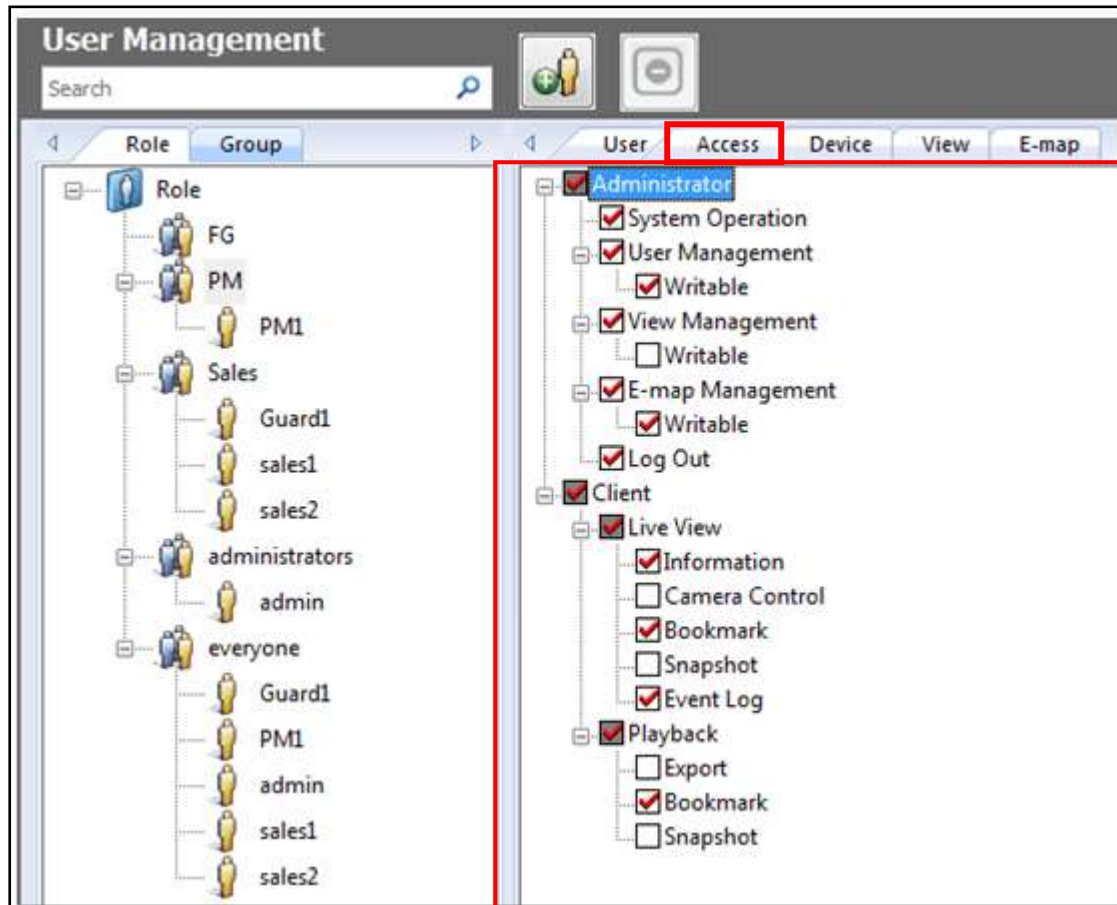 User Management
Search
Role Group
Role
FG
PM
PM1
Sales
Guard1
sales1
sales2
administrators
admin
everyone
Guard1
PM1
admin
sales1
sales2
User Access Device View E-map
Administrator
System Operation
User Management
Writable
View Management
Writable
E-map Management
Writable
Log Out
Client
Live View
Information
Camera Control
Bookmark
Snapshot
Event Log
Playback
Export
Bookmark
Snapshot